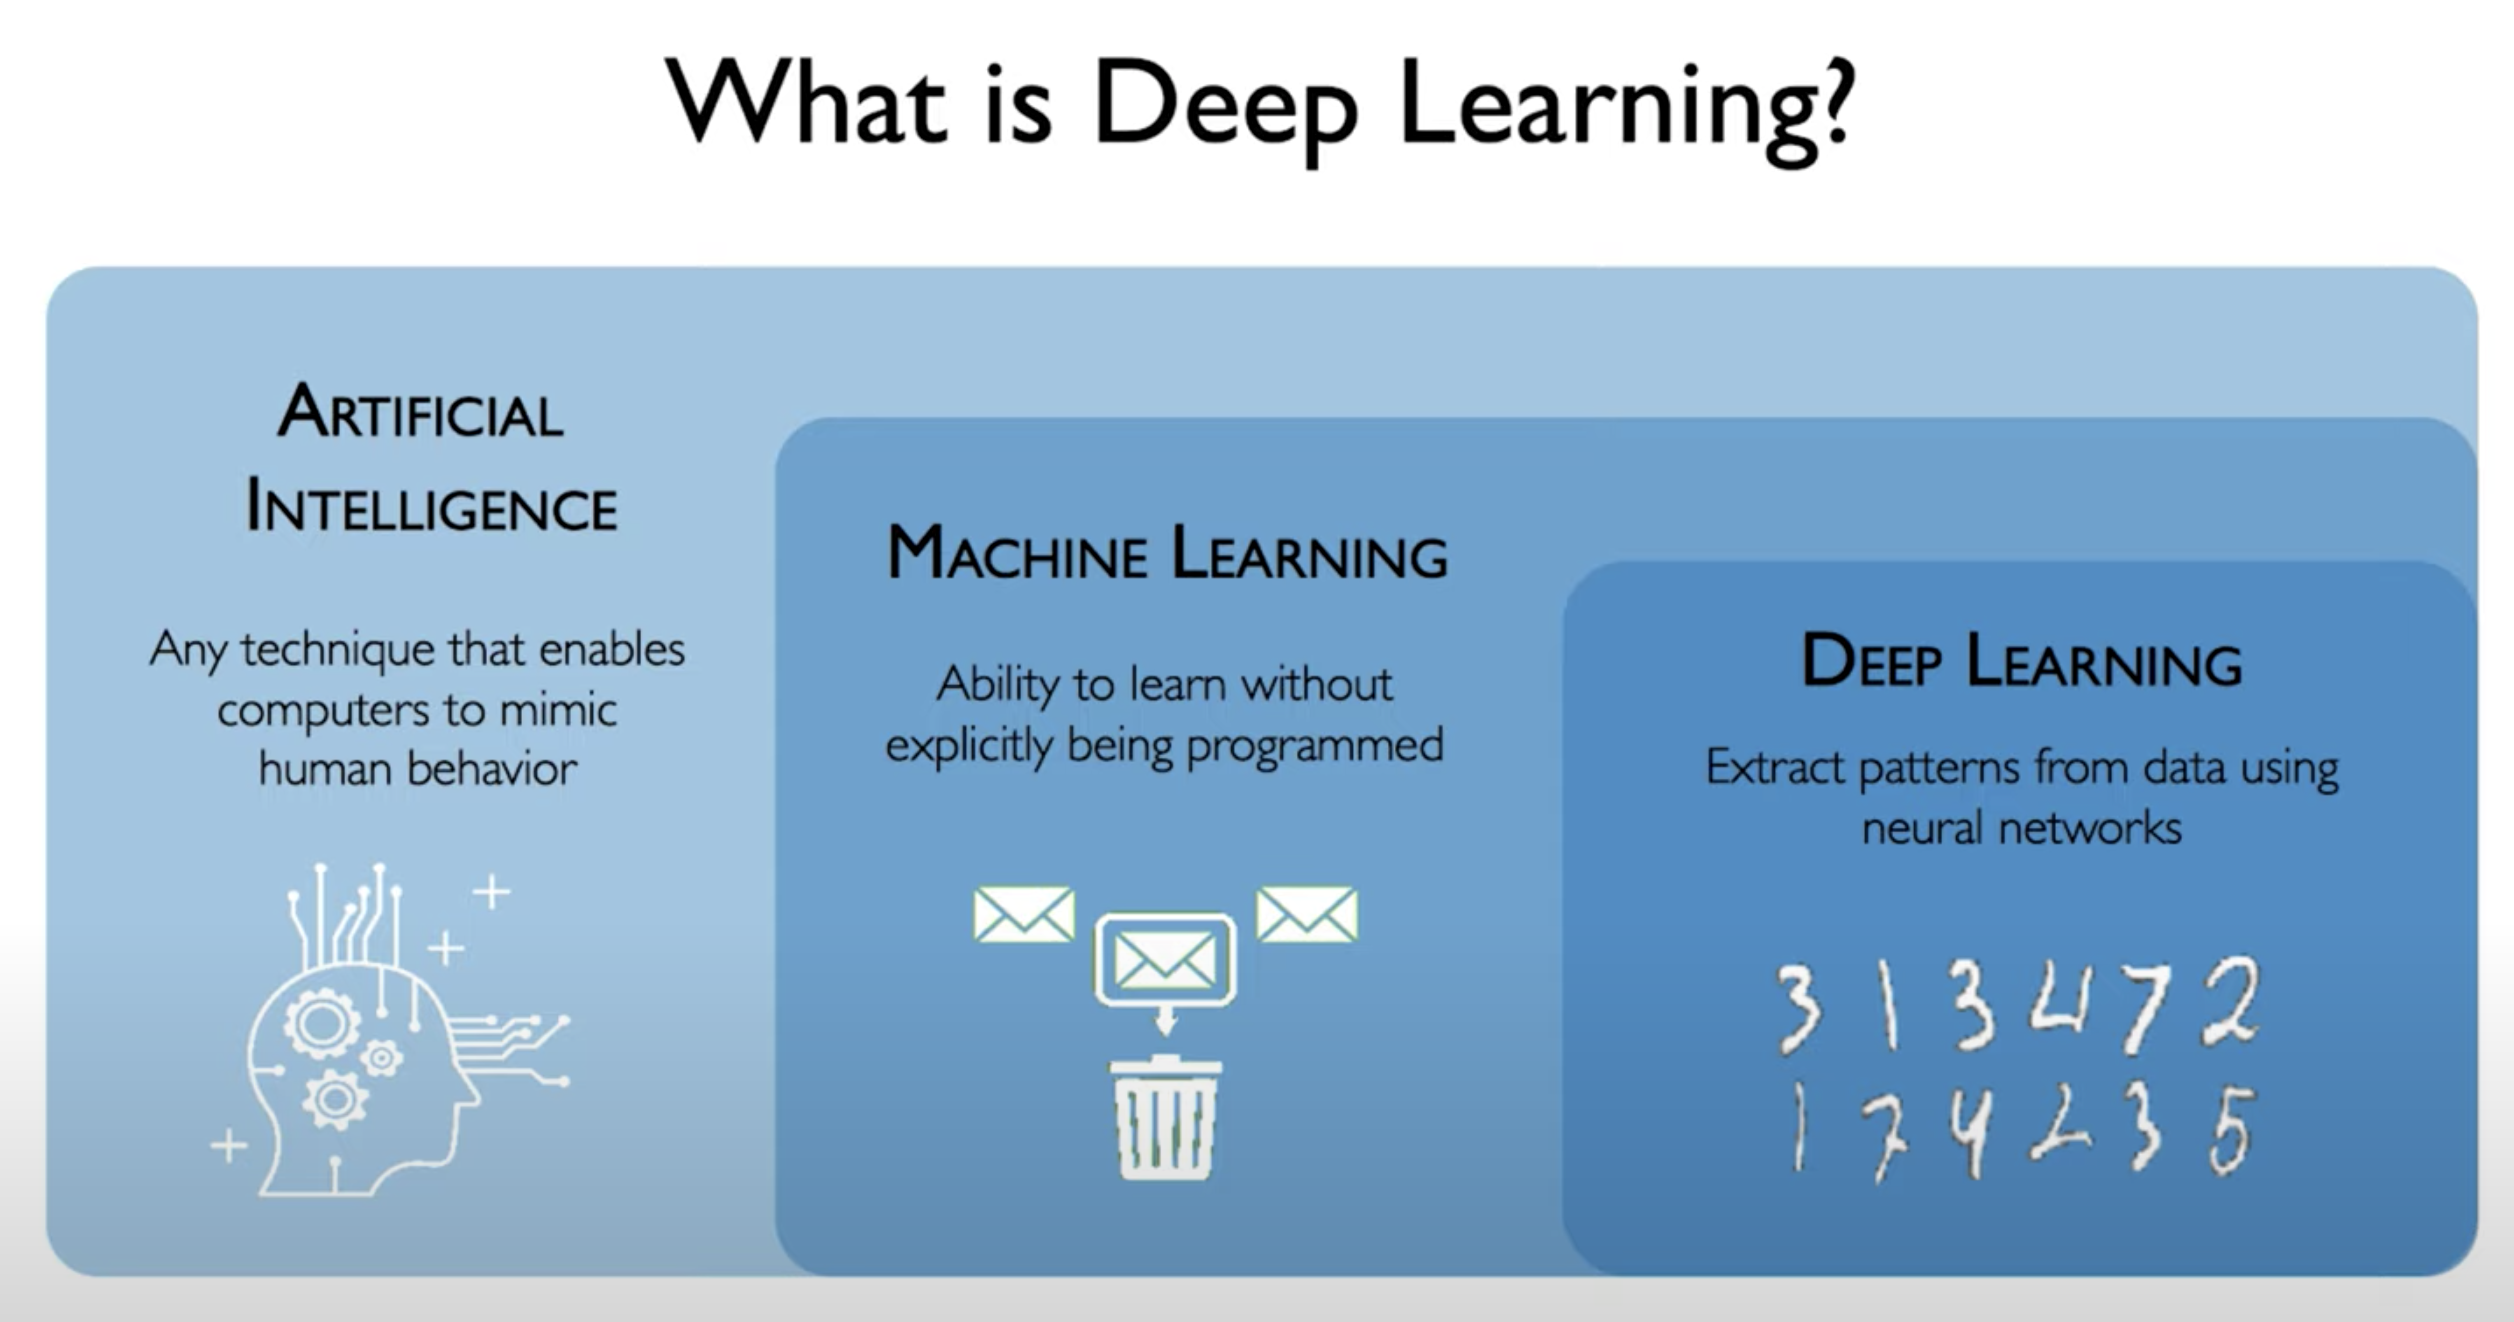 What is Deep Learning?
ARTIFICIAL
INTELLIGENCE
Any technique that enables
computers to mimic
human behavior
MACHINE LEARNING
Ability to learn without
explicitly being programmed
DEEP LEARNING
Extract patterns from data using
neural networks
3 1 3 4 7 2
1 7 4 2 3 5